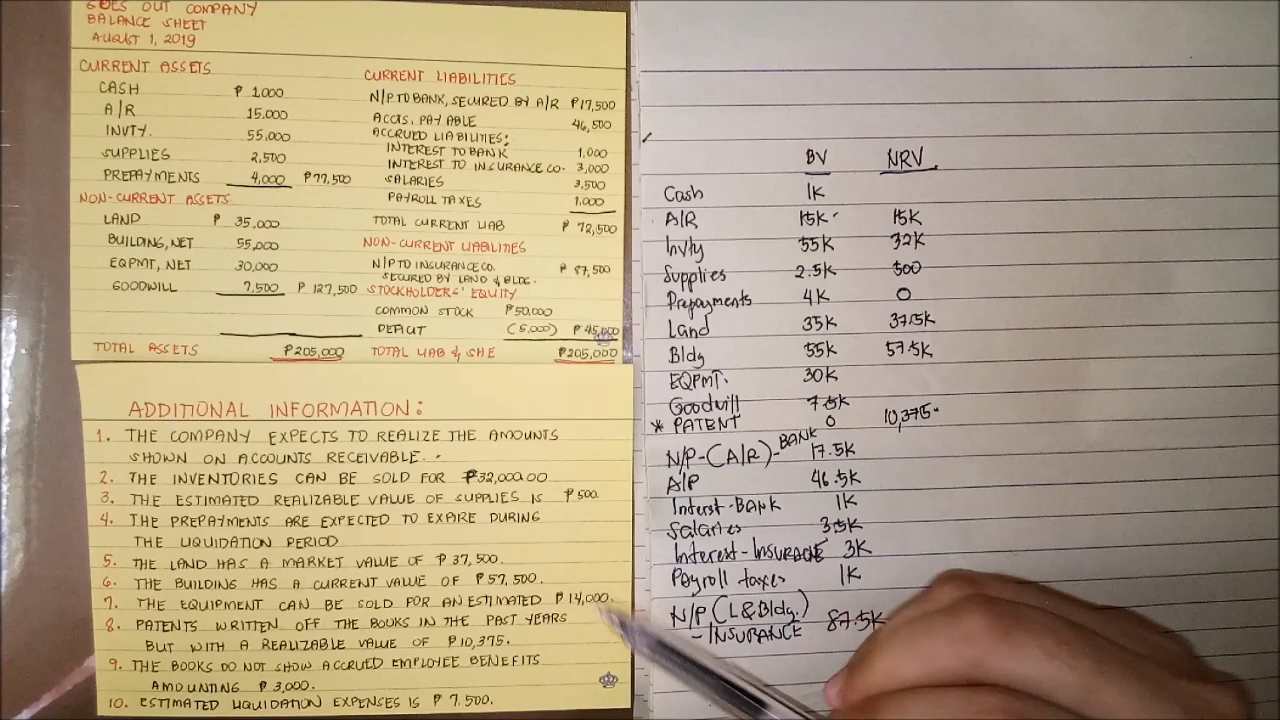 GOES OUT COMPANY
BALANCE SHEET
AUGUST 1, 2019
CURRENT ASSETS
CASH ₱ 1,000
A/R 15,000
INVTY. 55,000
SUPPLIES 2,500
PREPAYMENTS 4,000 ₱77,500
NON-CURRENT ASSETS
LAND ₱ 35,000
BUILDING, NET 55,000
EQPMT, NET 30,000
GOODWILL 7,500 ₱ 127,500
TOTAL ASSETS ₱205,000
CURRENT LIABILITIES
N/P TO BANK, SECURED BY A/R ₱17,500
ACCTS. PAYABLE 46,500
ACCRUED LIABILITIES:
INTEREST TO BANK 1,000
INTEREST TO INSURANCE CO. 3,000
SALARIES 3,500
PAYROLL TAXES 1,000
TOTAL CURRENT LIAB ₱ 72,500
NON-CURRENT LIABILITIES
N/P TO INSURANCE CO. ₱ 87,500
SECURED BY LAND & BLDG.
STOCKHOLDERS' EQUITY
COMMON STOCK ₱50,000
DEFICIT (5,000) ₱45,000
TOTAL LIAB & SHE ₱205,000
ADDITIONAL INFORMATION:
1. THE COMPANY EXPECTS TO REALIZE THE AMOUNTS
SHOWN ON ACCOUNTS RECEIVABLE.
2. THE INVENTORIES CAN BE SOLD FOR ₱32,000.00
3. THE ESTIMATED REALIZABLE VALUE OF SUPPLIES IS ₱500.
4. THE PREPAYMENTS ARE EXPECTED TO EXPIRE DURING
THE LIQUIDATION PERIOD
5. THE LAND HAS A MARKET VALUE OF ₱ 37,500.
6. THE BUILDING HAS A CURRENT VALUE OF ₱57,500.
7. THE EQUIPMENT CAN BE SOLD FOR AN ESTIMATED ₱ 14,000.
8. PATENTS WRITTEN OFF THE BOOKS IN THE PAST YEARS
BUT WITH A REALIZABLE VALUE OF ₱10,375.
9. THE BOOKS DO NOT SHOW ACCRUED EMPLOYEE BENEFITS
AMOUNTING ₱ 3,000.
10. ESTIMATED LIQUIDATION EXPENSES IS ₱ 7,500.
BV NRV
Cash 1K
A/R 15K 15K
Invty 55K 32K
Supplies 2.5K 500
Prepayments 4K 0
Land 35K 37.5K
Bldg 55K 57.5K
EQPMT. 30K
Goodwill 7.5K
* PATENT 0 10,375
N/P-(A/R)-BANK 17.5K
A/P 46.5K
Interst-Bank 1K
Salaries 3.5K
Interest-INSURACE 3K
Payroll taxes 1K
N/P (L&Bldg.)
-INSURANCE 87.5K